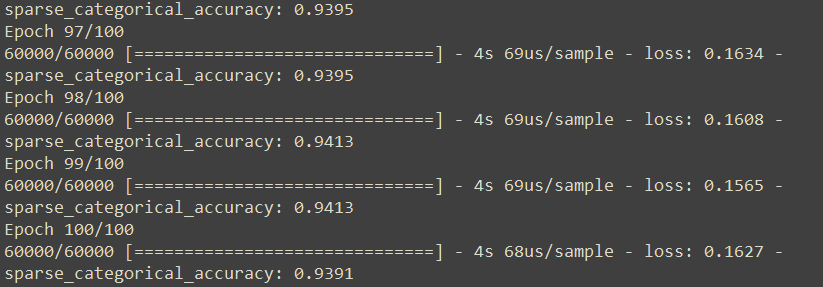 sparse_categorical_accuracy: 0.9395
Epoch 97/100
60000/60000 [==============================] - 4s 69us/sample - loss: 0.1634 -
sparse_categorical_accuracy: 0.9395
Epoch 98/100
60000/60000 [==============================] - 4s 69us/sample - loss: 0.1608 -
sparse_categorical_accuracy: 0.9413
Epoch 99/100
60000/60000 [==============================] - 4s 69us/sample - loss: 0.1565 -
sparse_categorical_accuracy: 0.9413
Epoch 100/100
60000/60000 [==============================] - 4s 68us/sample - loss: 0.1627 -
sparse_categorical_accuracy: 0.9391